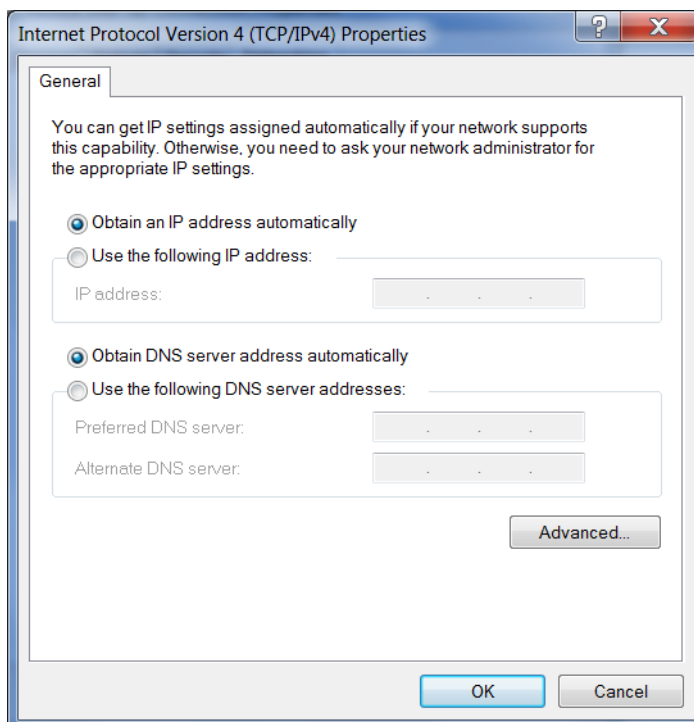 Internet Protocol Version 4 (TCP/IPv4) Properties
?
X
General
You can get IP settings assigned automatically if your network supports
this capability. Otherwise, you need to ask your network administrator for
the appropriate IP settings.
Obtain an IP address automatically
Use the following IP address:
IP address: . . .
Obtain DNS server address automatically
Use the following DNS server addresses:
Preferred DNS server: . . .
Alternate DNS server: . . .
Advanced...
OK Cancel